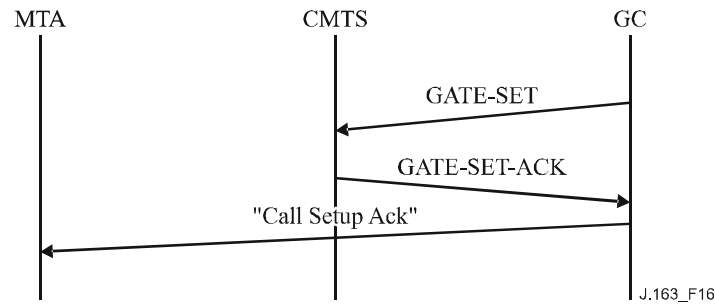 MTA
CMTS
GC
GATE-SET
GATE-SET-ACK
"Call Setup Ack"
J.163_F16